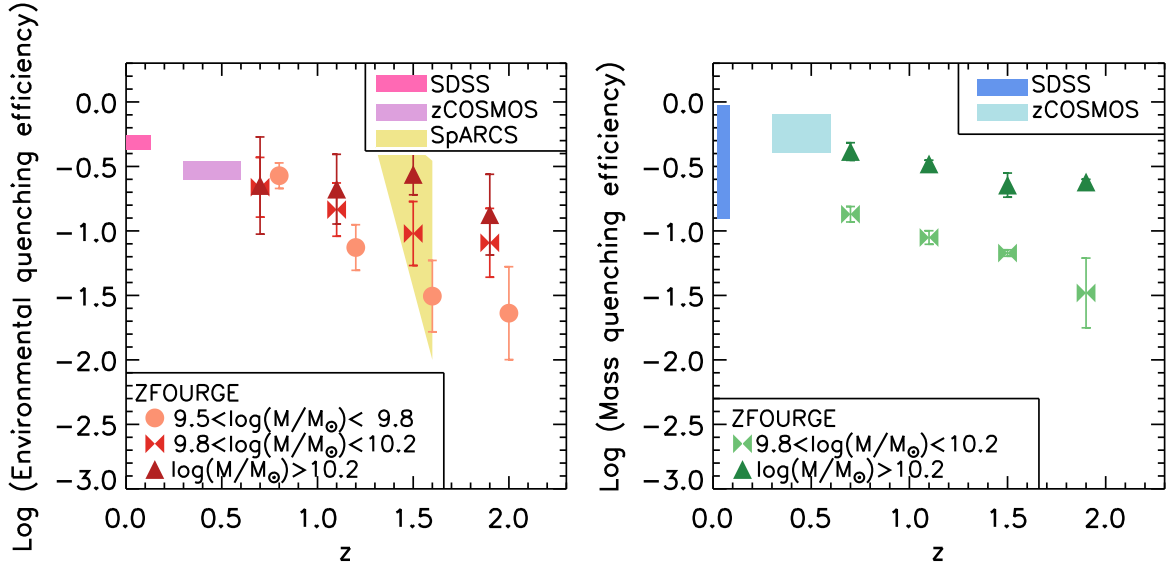 Log (Environmental quenching efficiency)
SDSS
zCOSMOS
SpARCS
0.0
−0.5
−1.0
−1.5
−2.0
−2.5
−3.0
ZFOURGE
9.5<log(M/M⊙)< 9.8
9.8<log(M/M⊙)<10.2
log(M/M⊙)>10.2
0.0 0.5 1.0 1.5 2.0
z
Log (Mass quenching efficiency)
SDSS
zCOSMOS
0.0
−0.5
−1.0
−1.5
−2.0
−2.5
−3.0
ZFOURGE
9.8<log(M/M⊙)<10.2
log(M/M⊙)>10.2
0.0 0.5 1.0 1.5 2.0
z